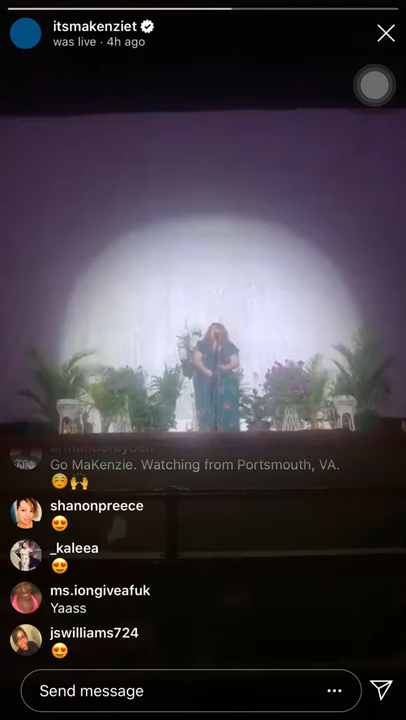 itsmakenziet
was live · 4h ago
Go MaKenzie. Watching from Portsmouth, VA.
☺️🙌
shanonpreece
😍
_kaleea
😍
ms.iongiveafuk
Yaass
jswilliams724
😍
Send message